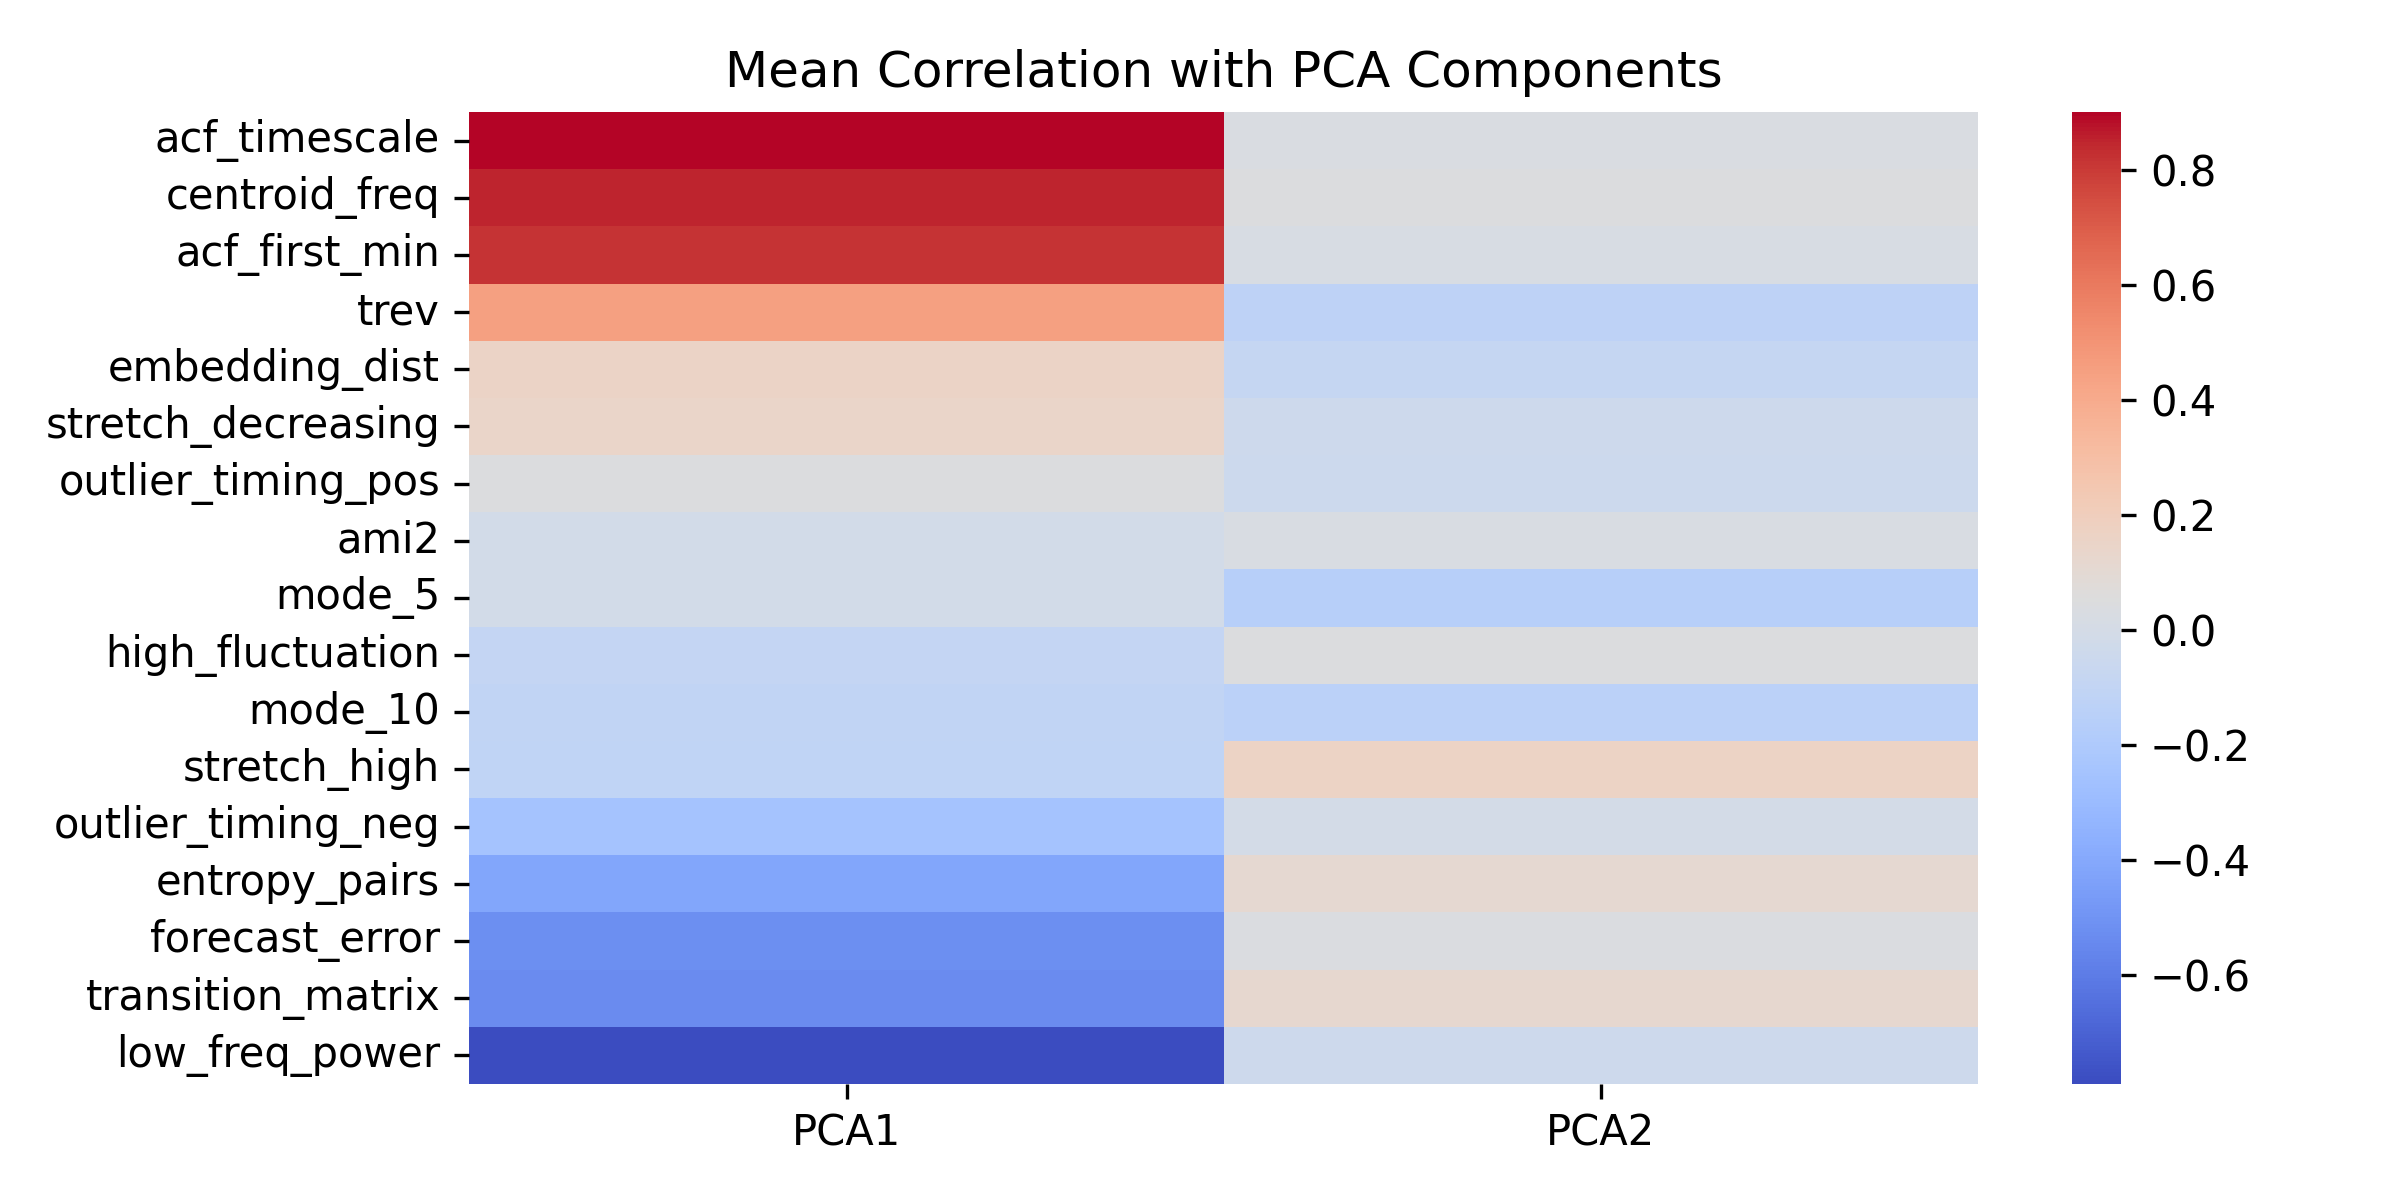 Mean Correlation with PCA Components
acf_timescale
centroid_freq
acf_first_min
trev
embedding_dist
stretch_decreasing
outlier_timing_pos
ami2
mode_5
high_fluctuation
mode_10
stretch_high
outlier_timing_neg
entropy_pairs
forecast_error
transition_matrix
low_freq_power
PCA1
PCA2
0.8
0.6
0.4
0.2
0.0
−0.2
−0.4
−0.6